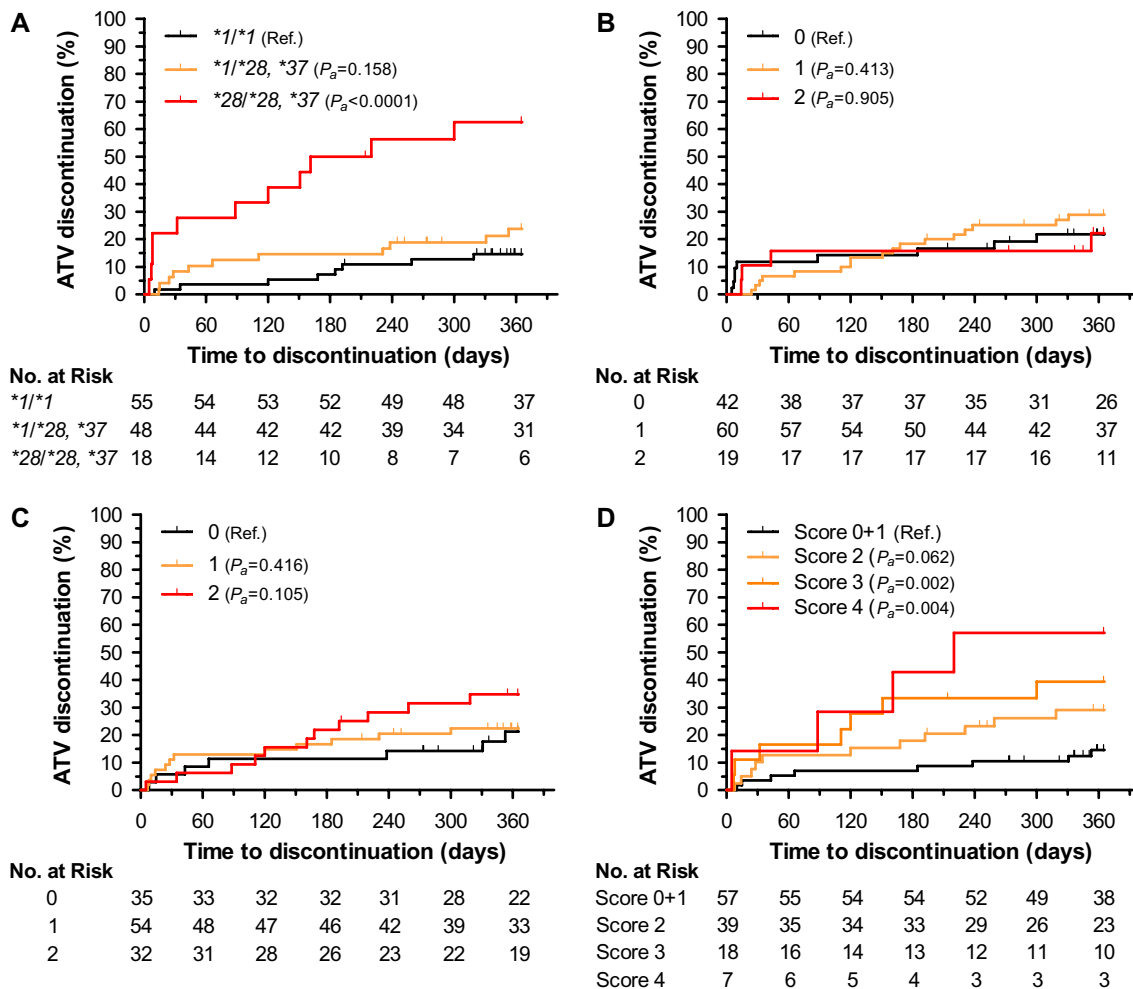 A
ATV discontinuation (%)
100
90
80
70
60
50
40
30
20
10
0
*1/*1 (Ref.)
*1/*28, *37 (Pa=0.158)
*28/*28, *37 (Pa<0.0001)
0 60 120 180 240 300 360
Time to discontinuation (days)
No. at Risk
*1/*1 55 54 53 52 49 48 37
*1/*28, *37 48 44 42 42 39 34 31
*28/*28, *37 18 14 12 10 8 7 6
B
ATV discontinuation (%)
100
90
80
70
60
50
40
30
20
10
0
0 (Ref.)
1 (Pa=0.413)
2 (Pa=0.905)
0 60 120 180 240 300 360
Time to discontinuation (days)
No. at Risk
0 42 38 37 37 35 31 26
1 60 57 54 50 44 42 37
2 19 17 17 17 17 16 11
C
ATV discontinuation (%)
100
90
80
70
60
50
40
30
20
10
0
0 (Ref.)
1 (Pa=0.416)
2 (Pa=0.105)
0 60 120 180 240 300 360
Time to discontinuation (days)
No. at Risk
0 35 33 32 32 31 28 22
1 54 48 47 46 42 39 33
2 32 31 28 26 23 22 19
D
ATV discontinuation (%)
100
90
80
70
60
50
40
30
20
10
0
Score 0+1 (Ref.)
Score 2 (Pa=0.062)
Score 3 (Pa=0.002)
Score 4 (Pa=0.004)
0 60 120 180 240 300 360
Time to discontinuation (days)
No. at Risk
Score 0+1 57 55 54 54 52 49 38
Score 2 39 35 34 33 29 26 23
Score 3 18 16 14 13 12 11 10
Score 4 7 6 5 4 3 3 3